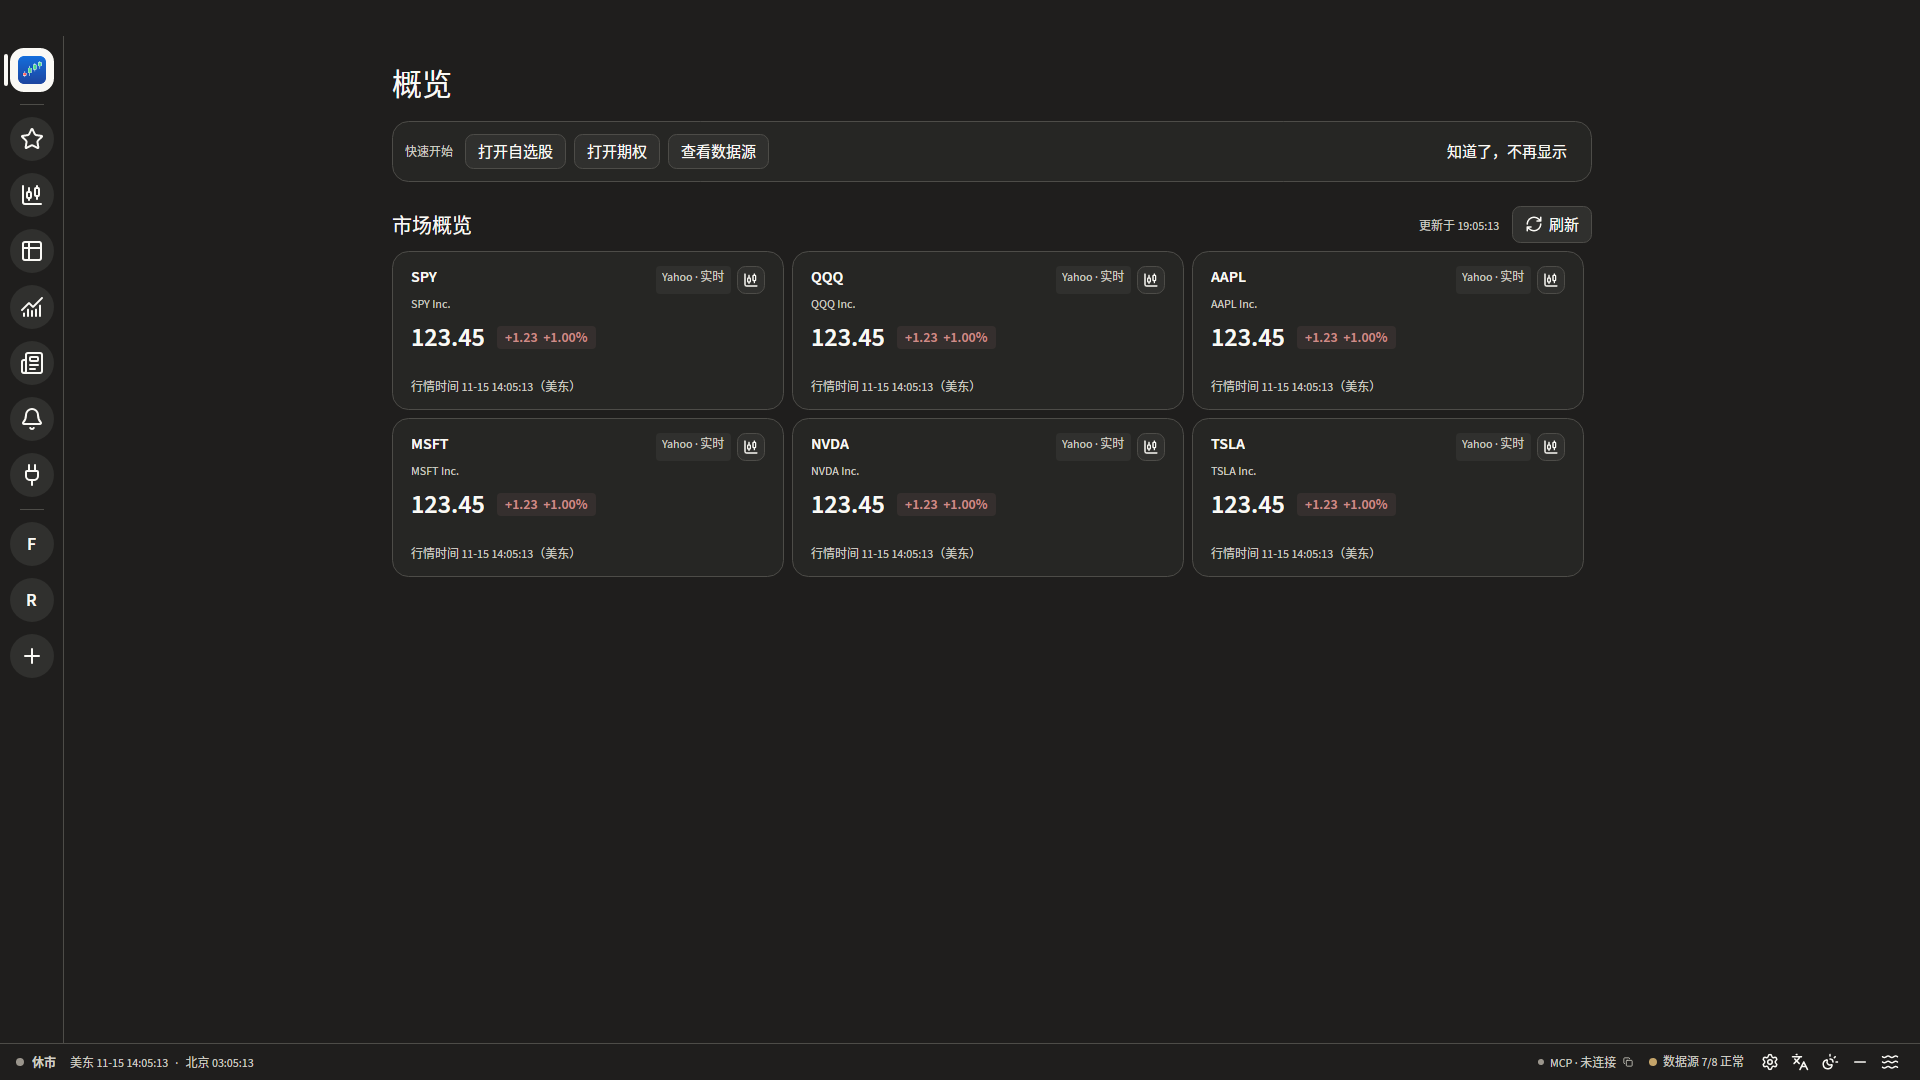 概览
快速开始 打开自选股 打开期权 查看数据源 知道了，不再显示
市场概览 更新于 19:05:13 刷新
SPY Yahoo · 实时
SPY Inc.
123.45 +1.23 +1.00%
行情时间 11-15 14:05:13（美东）
QQQ Yahoo · 实时
QQQ Inc.
123.45 +1.23 +1.00%
行情时间 11-15 14:05:13（美东）
AAPL Yahoo · 实时
AAPL Inc.
123.45 +1.23 +1.00%
行情时间 11-15 14:05:13（美东）
MSFT Yahoo · 实时
MSFT Inc.
123.45 +1.23 +1.00%
行情时间 11-15 14:05:13（美东）
NVDA Yahoo · 实时
NVDA Inc.
123.45 +1.23 +1.00%
行情时间 11-15 14:05:13（美东）
TSLA Yahoo · 实时
TSLA Inc.
123.45 +1.23 +1.00%
行情时间 11-15 14:05:13（美东）
F
R
休市 美东 11-15 14:05:13 · 北京 03:05:13 MCP · 未连接 数据源 7/8 正常